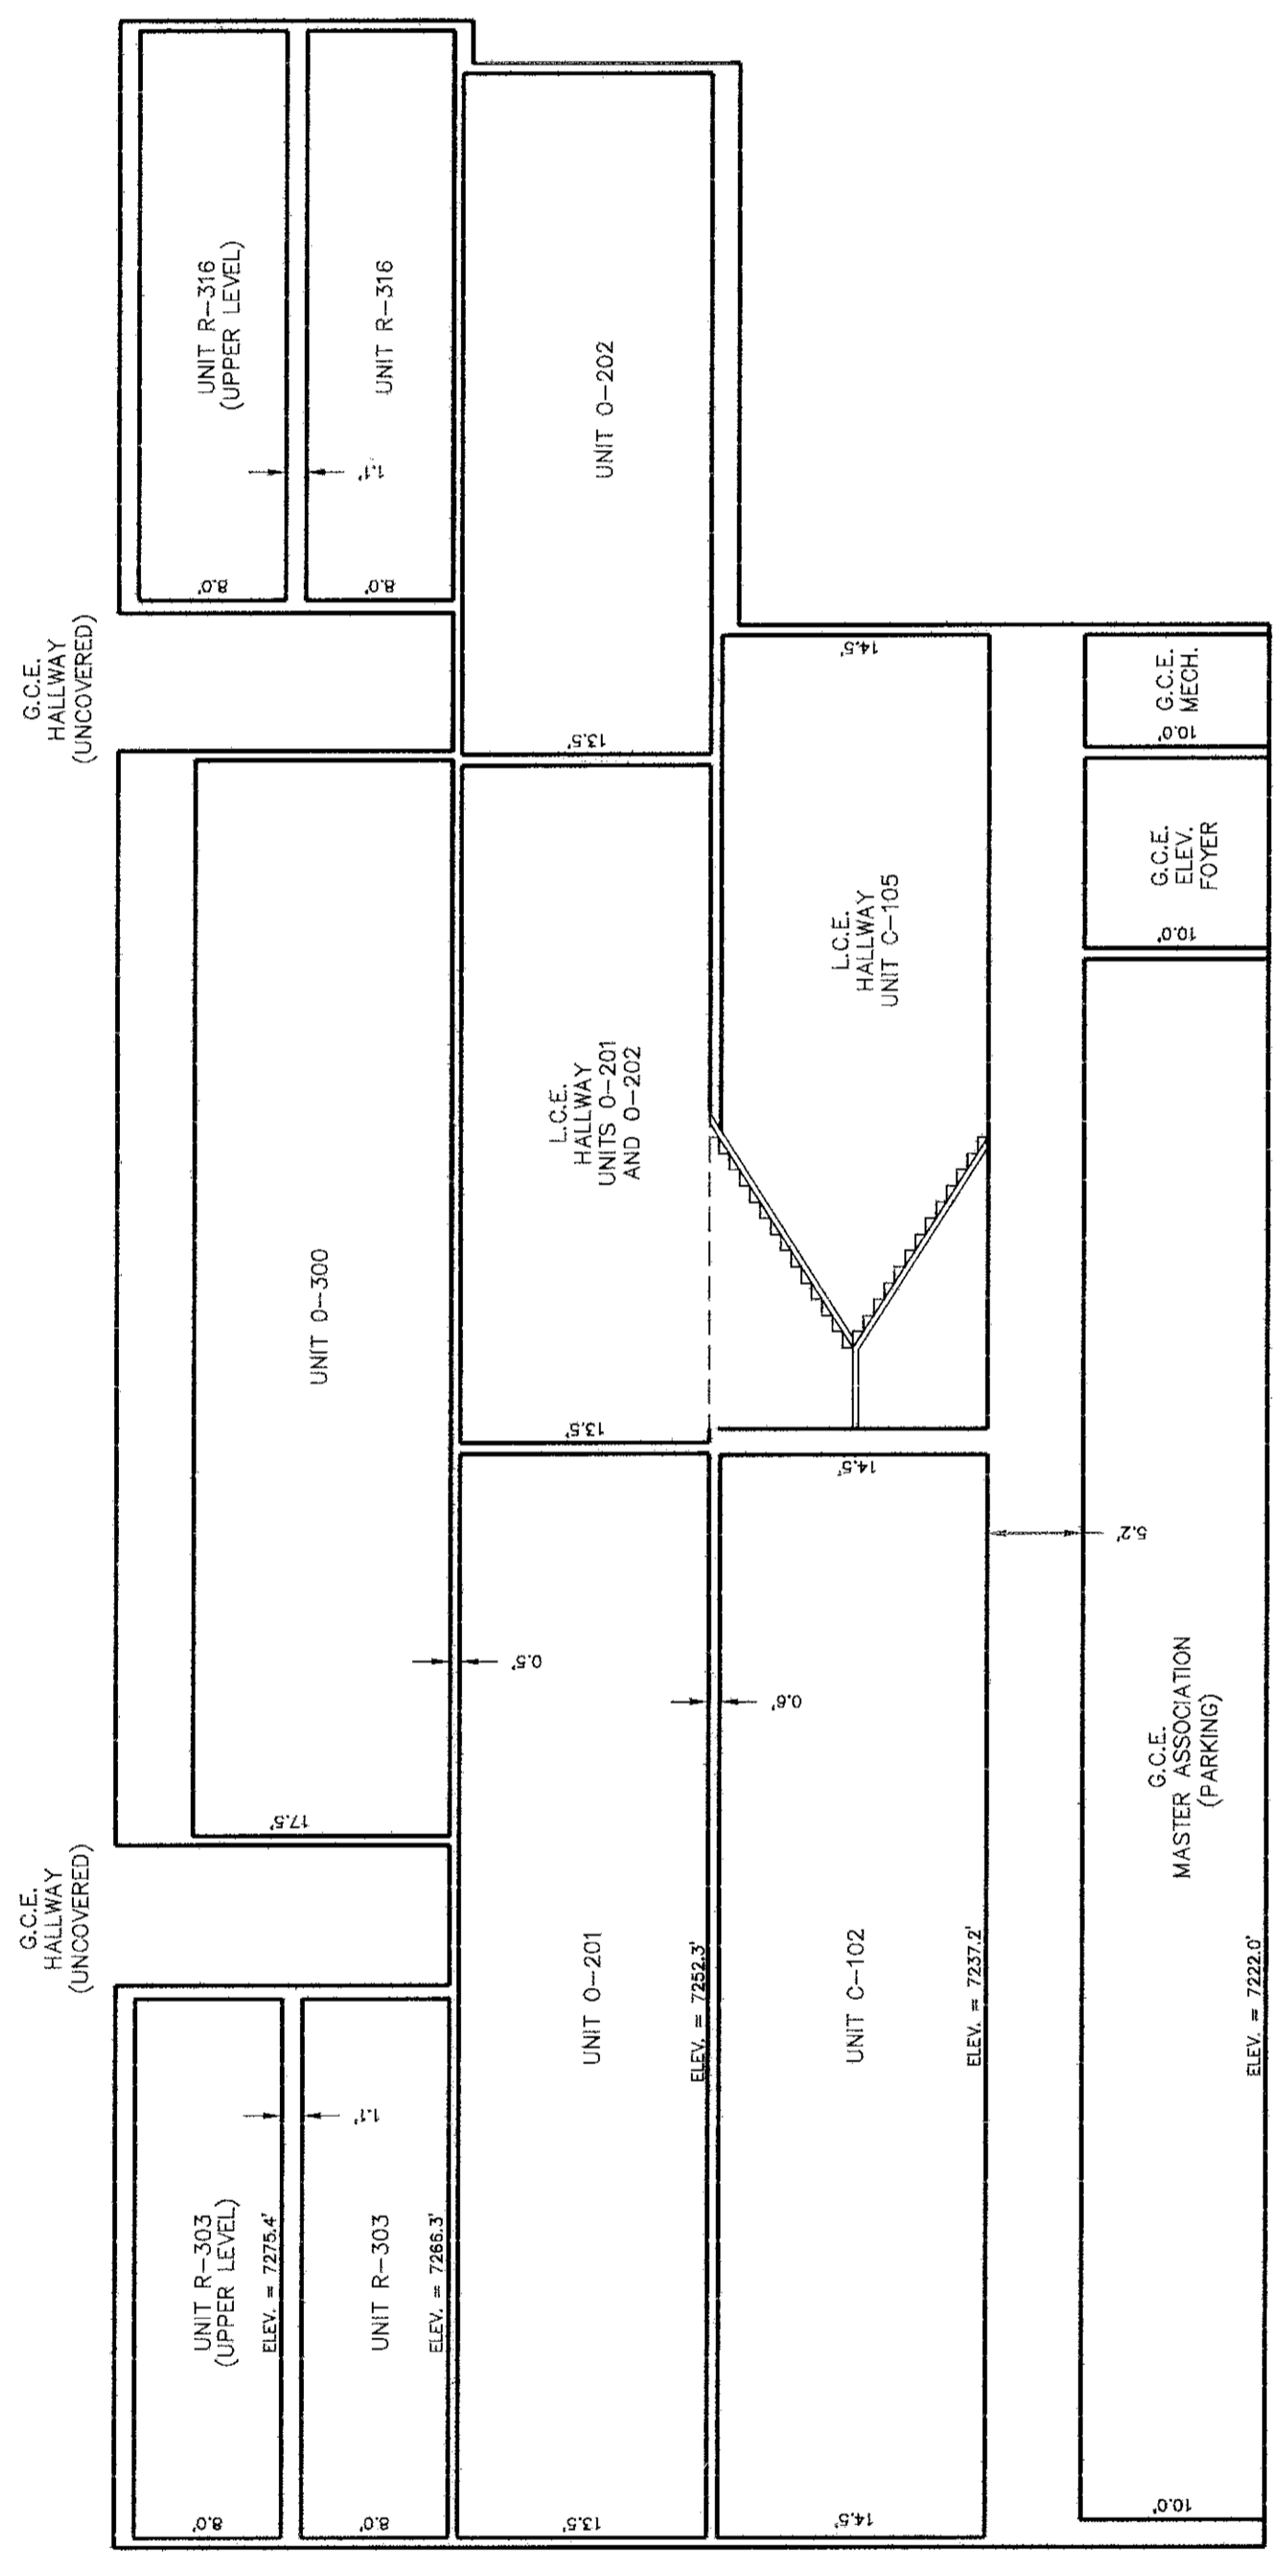 G.C.E.
HALLWAY
(UNCOVERED)
G.C.E.
HALLWAY
(UNCOVERED)
UNIT R-303
(UPPER LEVEL)
ELEV. = 7275.4'
8.0'
1.1'
UNIT R-303
ELEV. = 7266.3'
8.0'
UNIT O-300
17.5'
UNIT R-316
(UPPER LEVEL)
8.0'
1.1'
UNIT R-316
8.0'
0.5'
UNIT O-201
ELEV. = 7252.3'
13.5'
L.C.E.
HALLWAY
UNITS O-201
AND O-202
13.5'
UNIT O-202
13.5'
0.6'
UNIT C-102
ELEV. = 7237.2'
14.5'
14.5'
L.C.E.
HALLWAY
UNIT C-105
14.5'
5.2'
G.C.E.
MASTER ASSOCIATION
(PARKING)
ELEV. = 7222.0'
10.0'
G.C.E.
ELEV.
FOYER
10.0'
G.C.E.
MECH.
10.0'